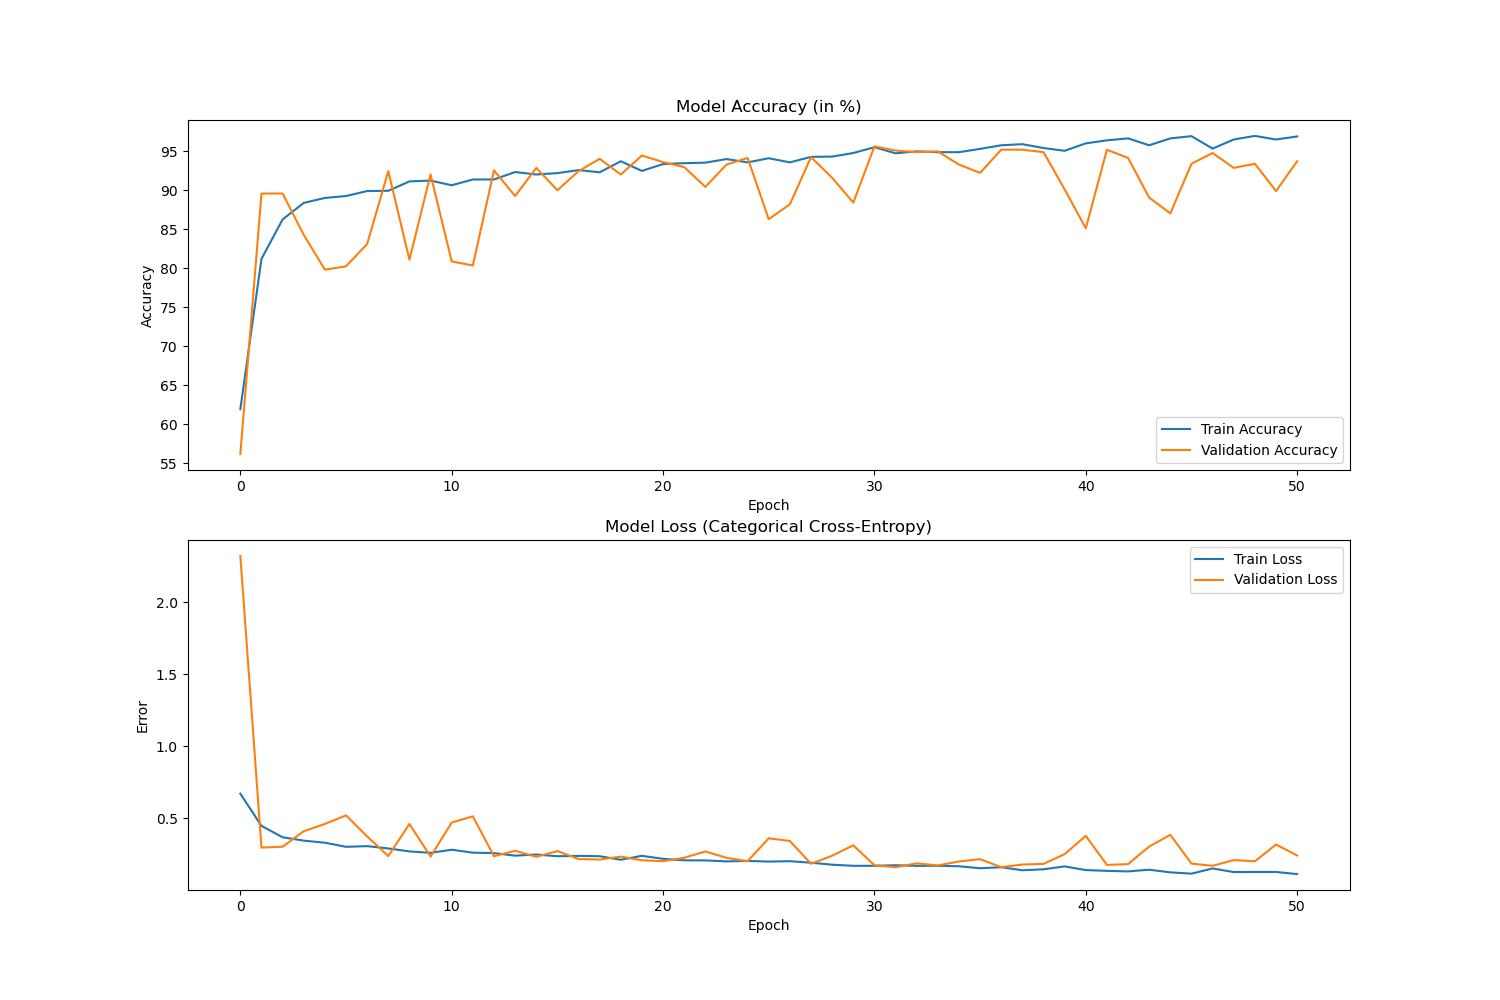 Model Accuracy (in %)
95
90
85
80
75
70
65
60
55
Accuracy
Train Accuracy
Validation Accuracy
0 10 20 30 40 50
Epoch
Model Loss (Categorical Cross-Entropy)
Train Loss
Validation Loss
2.0
1.5
1.0
0.5
Error
0 10 20 30 40 50
Epoch